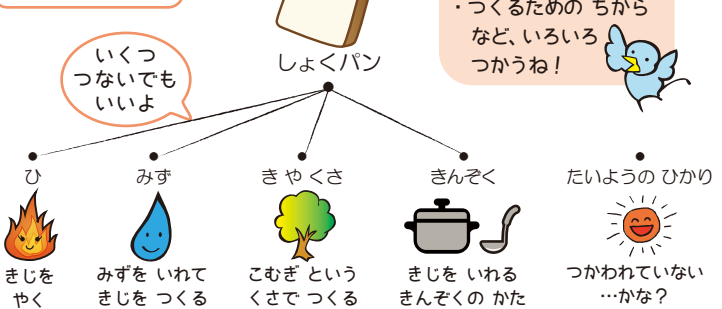 ・つくるための ちから
など、いろいろ
つかうね!
いくつ
つないでも
いいよ
しょくパン
ひ
みず
き や くさ
きんぞく
たいようの ひかり
きじを
やく
みずを いれて
きじを つくる
こむぎ という
くさで つくる
きじを いれる
きんぞくの かた
つかわれていない
…かな?